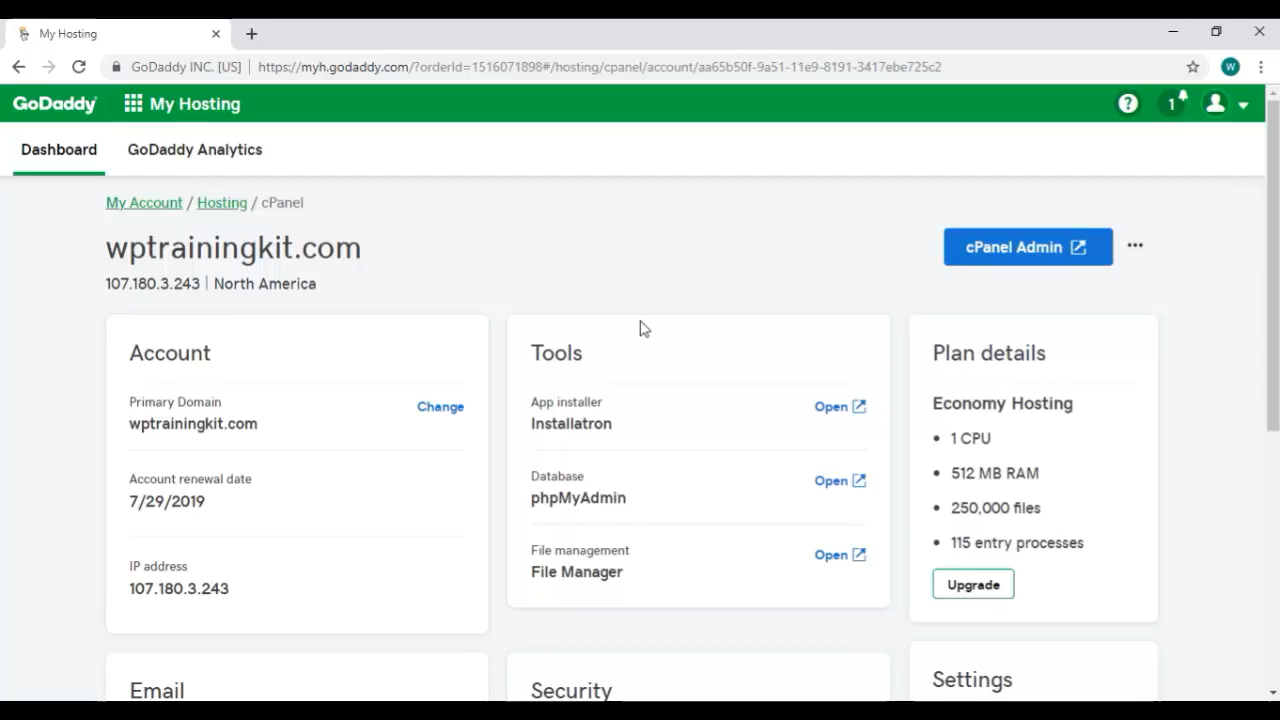 My Hosting
GoDaddy INC. [US] | https://myh.godaddy.com/?orderId=1516071898#/hosting/cpanel/account/aa65b50f-9a51-11e9-8191-3417ebe725c2
W
GoDaddy My Hosting
? 1
Dashboard GoDaddy Analytics
My Account / Hosting / cPanel
wptrainingkit.com
cPanel Admin
107.180.3.243 | North America
Account
Primary Domain
wptrainingkit.com
Change
Account renewal date
7/29/2019
IP address
107.180.3.243
Tools
App installer
Installatron
Open
Database
phpMyAdmin
Open
File management
File Manager
Open
Plan details
Economy Hosting
• 1 CPU
• 512 MB RAM
• 250,000 files
• 115 entry processes
Upgrade
Email
Security
Settings